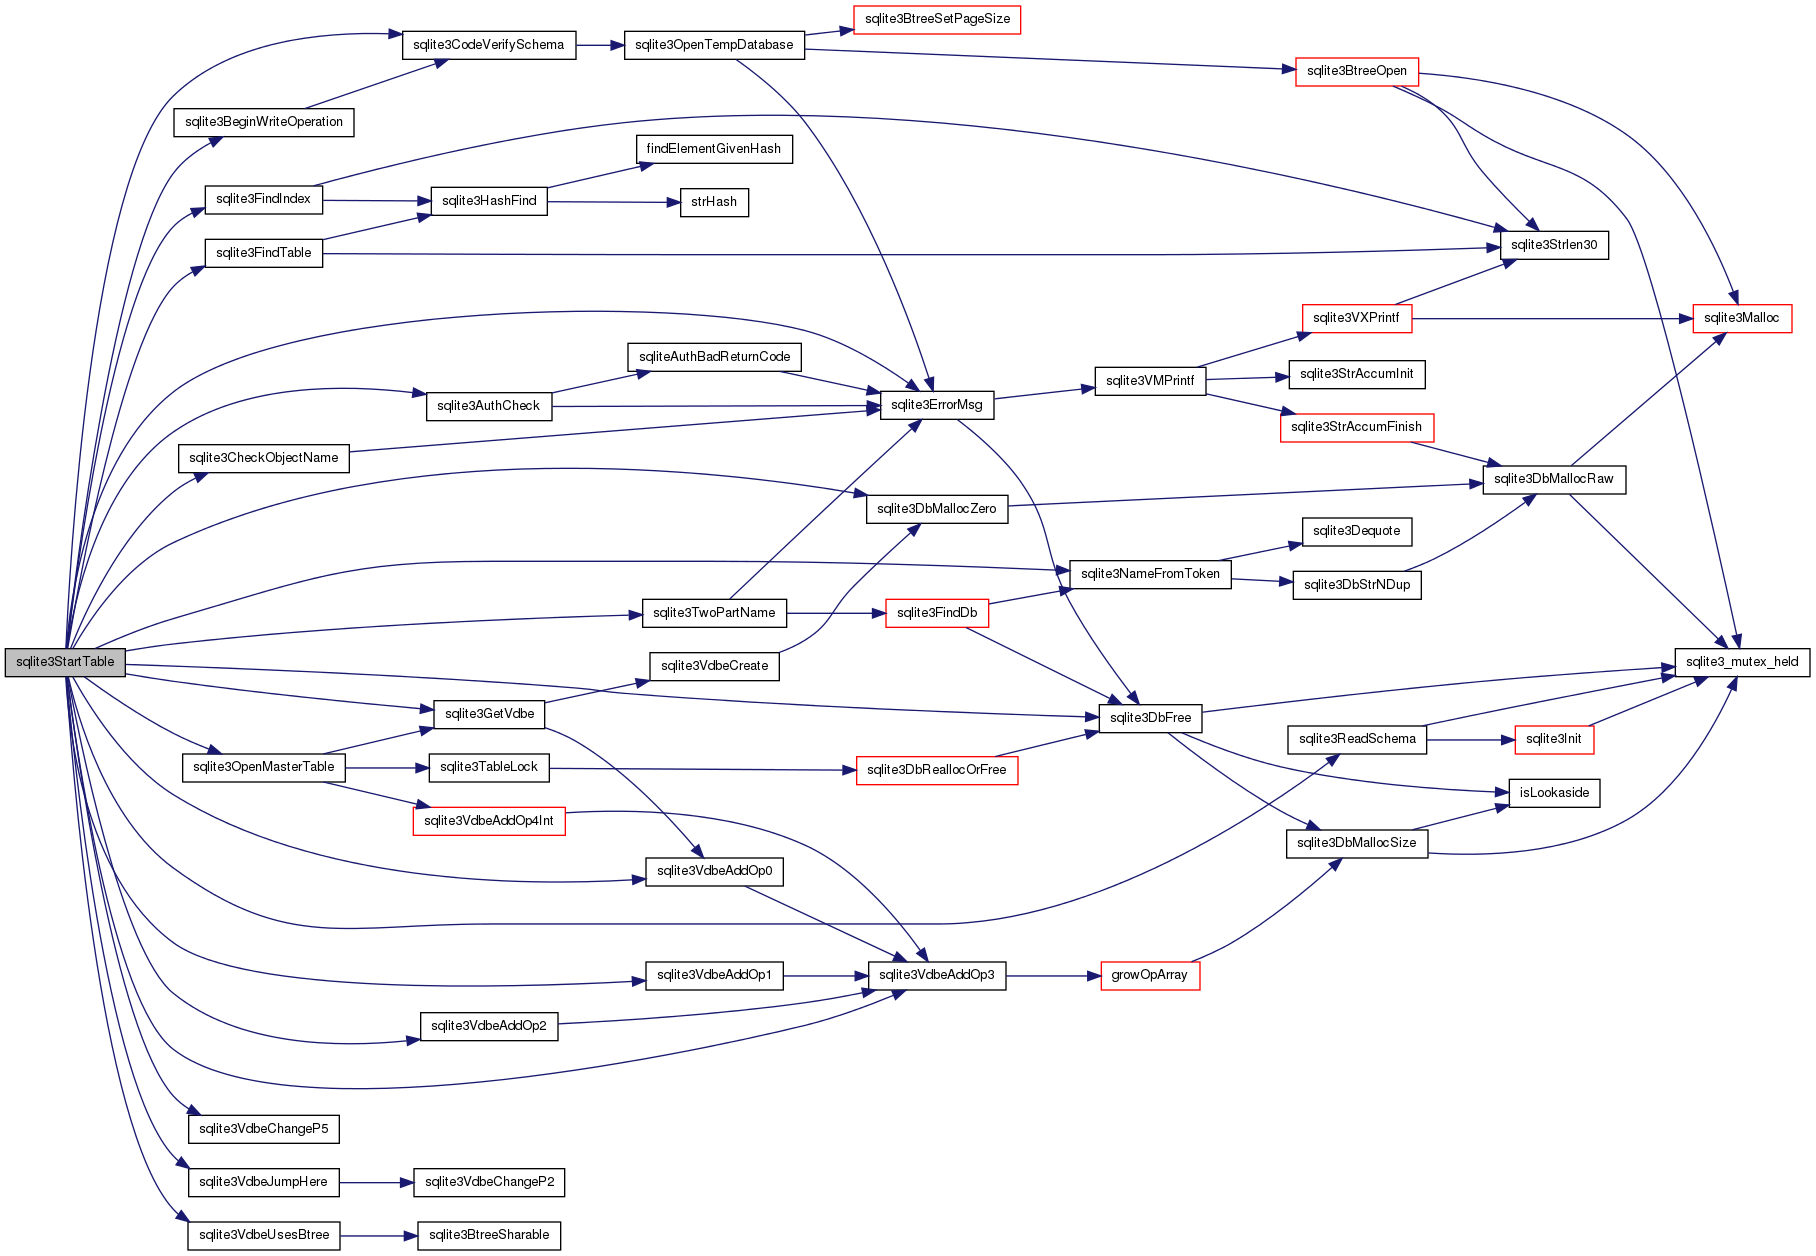 sqlite3BtreeSetPageSize
sqlite3CodeVerifySchema
sqlite3OpenTempDatabase
sqlite3BtreeOpen
sqlite3BeginWriteOperation
findElementGivenHash
sqlite3FindIndex
sqlite3HashFind
strHash
sqlite3FindTable
sqlite3Strlen30
sqlite3VXPrintf
sqlite3Malloc
sqliteAuthBadReturnCode
sqlite3VMPrintf
sqlite3StrAccumInit
sqlite3AuthCheck
sqlite3ErrorMsg
sqlite3StrAccumFinish
sqlite3CheckObjectName
sqlite3DbMallocRaw
sqlite3DbMallocZero
sqlite3Dequote
sqlite3NameFromToken
sqlite3DbStrNDup
sqlite3TwoPartName
sqlite3FindDb
sqlite3StartTable
sqlite3VdbeCreate
sqlite3_mutex_held
sqlite3GetVdbe
sqlite3DbFree
sqlite3ReadSchema
sqlite3Init
sqlite3OpenMasterTable
sqlite3TableLock
sqlite3DbReallocOrFree
isLookaside
sqlite3VdbeAddOp4Int
sqlite3DbMallocSize
sqlite3VdbeAddOp0
sqlite3VdbeAddOp1
sqlite3VdbeAddOp3
growOpArray
sqlite3VdbeAddOp2
sqlite3VdbeChangeP5
sqlite3VdbeJumpHere
sqlite3VdbeChangeP2
sqlite3VdbeUsesBtree
sqlite3BtreeSharable